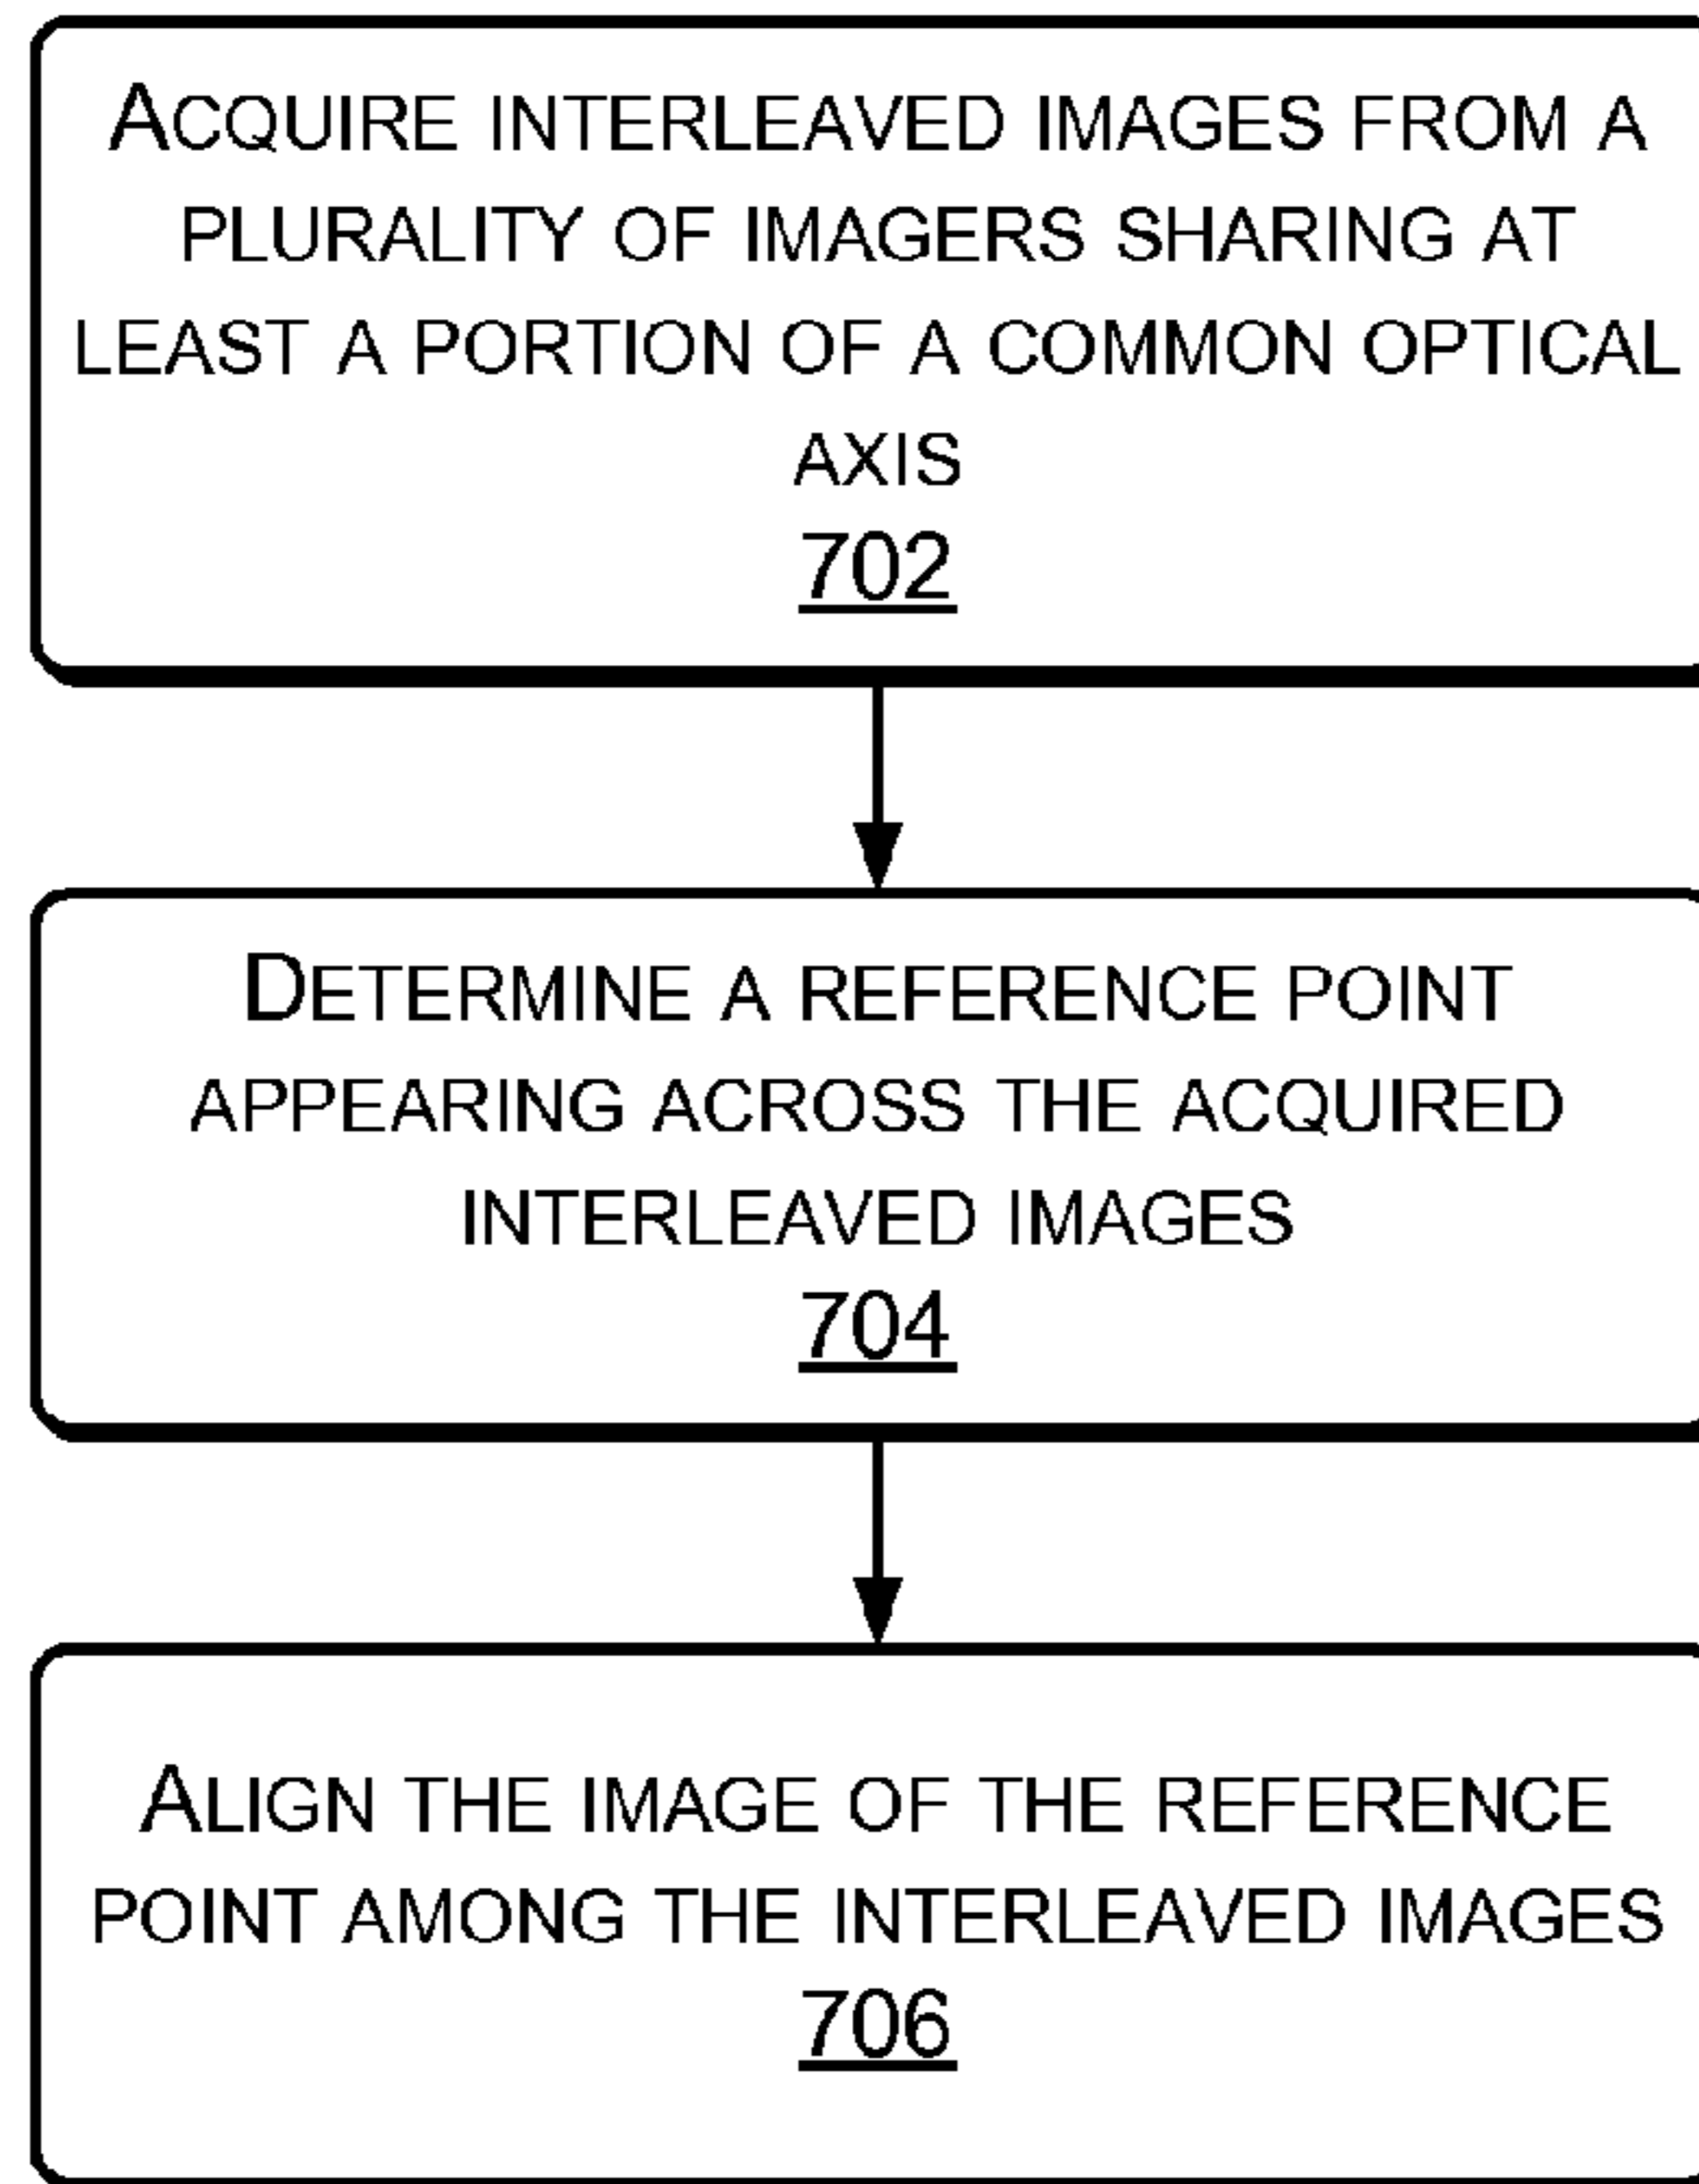 ACQUIRE INTERLEAVED IMAGES FROM A
PLURALITY OF IMAGERS SHARING AT
LEAST A PORTION OF A COMMON OPTICAL
AXIS
702
DETERMINE A REFERENCE POINT
APPEARING ACROSS THE ACQUIRED
INTERLEAVED IMAGES
704
ALIGN THE IMAGE OF THE REFERENCE
POINT AMONG THE INTERLEAVED IMAGES
706